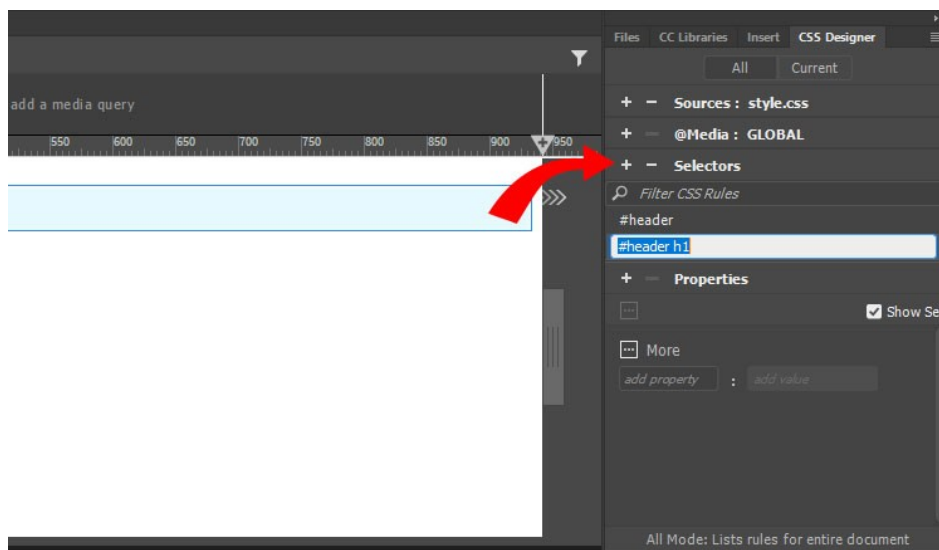 Files CC Libraries Insert CSS Designer
All Current
add a media query
+ − Sources : style.css
+ − @Media : GLOBAL
550 600 650 700 750 800 850 900 950
+ − Selectors
Filter CSS Rules
#header
#header h1
+ − Properties
Show Se
More
add property : add value
All Mode: Lists rules for entire document